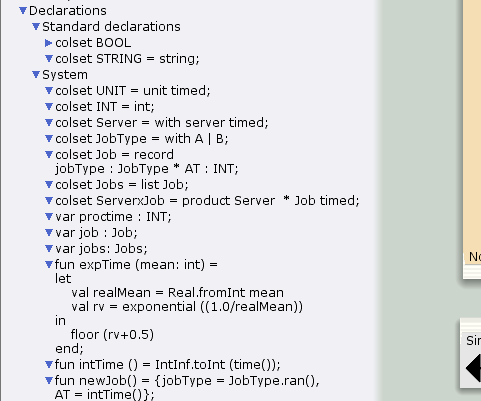 Declarations
Standard declarations
colset BOOL
colset STRING = string;
System
colset UNIT = unit timed;
colset INT = int;
colset Server = with server timed;
colset JobType = with A | B;
colset Job = record
jobType : JobType * AT : INT;
colset Jobs = list Job;
colset ServerxJob = product Server * Job timed;
var proctime : INT;
var job : Job;
var jobs: Jobs;
fun expTime (mean: int) =
let
val realMean = Real.fromInt mean
val rv = exponential ((1.0/realMean))
in
floor (rv+0.5)
end;
fun intTime () = IntInf.toInt (time());
fun newJob() = {jobType = JobType.ran(),
AT = intTime()};